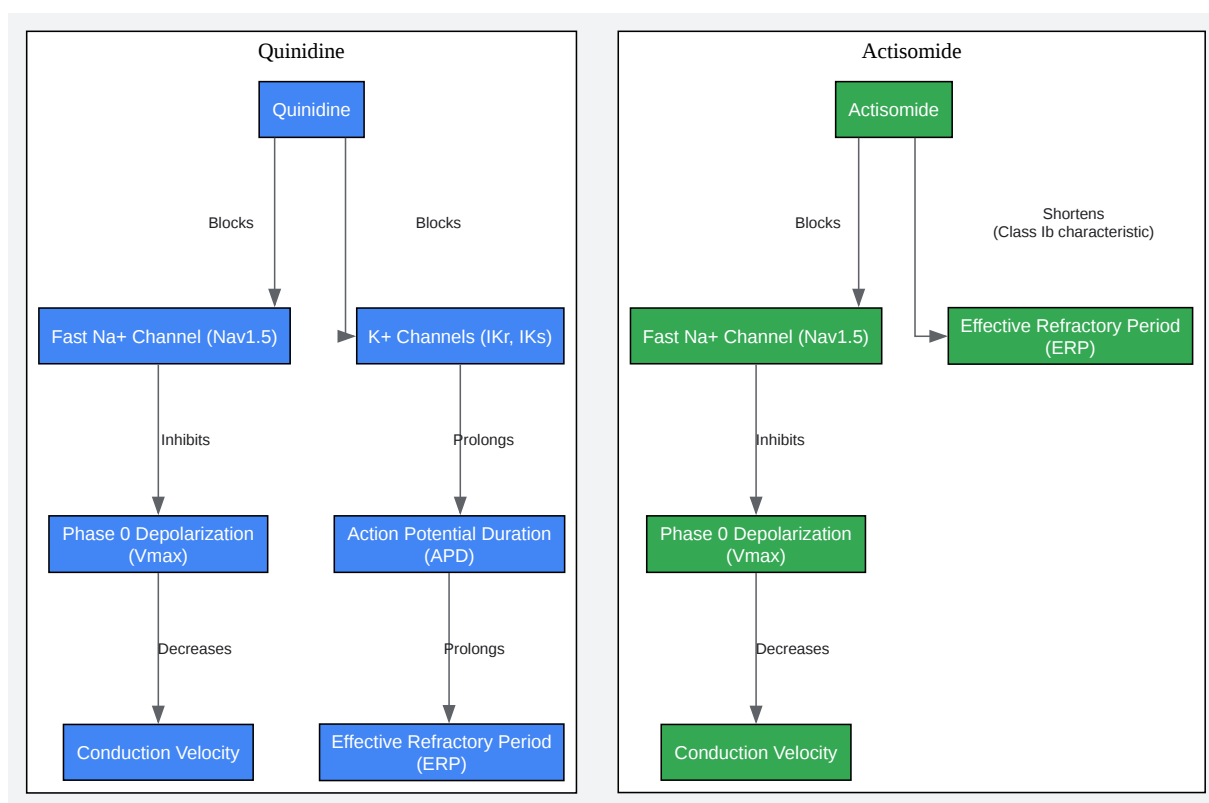 Quinidine
Quinidine
Blocks
Blocks
Fast Na+ Channel (Nav1.5)
K+ Channels (IKr, IKs)
Inhibits
Prolongs
Phase 0 Depolarization
(Vmax)
Action Potential Duration
(APD)
Decreases
Prolongs
Conduction Velocity
Effective Refractory Period
(ERP)
Actisomide
Actisomide
Blocks
Shortens
(Class Ib characteristic)
Fast Na+ Channel (Nav1.5)
Effective Refractory Period
(ERP)
Inhibits
Phase 0 Depolarization
(Vmax)
Decreases
Conduction Velocity